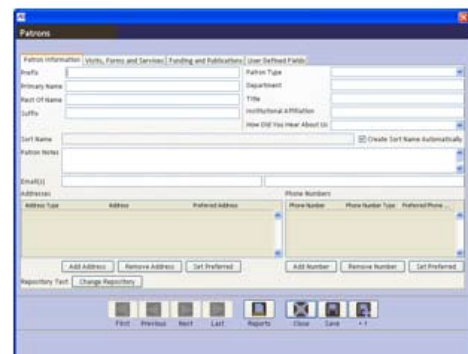 Patrons
Patron Information Visits, Forms and Services Funding and Publications User Defined Fields
Prefix Patron Type
Primary Name Department
Rest Of Name Title
Suffix Institutional Affiliation
How Did You Hear About Us
Sort Name Create Sort Name Automatically
Patron Notes
Email(s)
Addresses Phone Numbers
Address Type Address Preferred Address Phone Number Phone Number Type Preferred Phone ...
Add Address Remove Address Set Preferred Add Number Remove Number Set Preferred
Repository Text Change Repository
First Previous Next Last Reports Close Save + 1